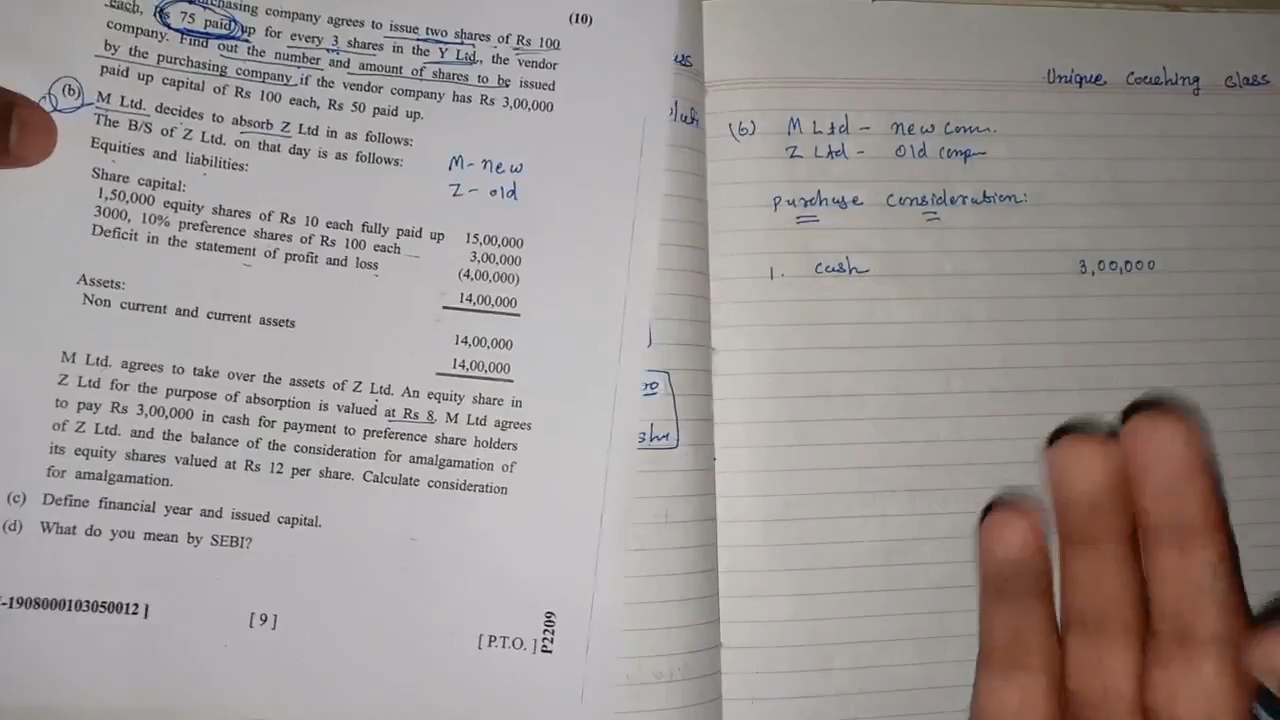 each, Rs 75 paid up for every 3 shares in the Y Ltd., the vendor
purchasing company agrees to issue two shares of Rs 100
company. Find out the number and amount of shares to be issued
by the purchasing company if the vendor company has Rs 3,00,000
paid up capital of Rs 100 each, Rs 50 paid up.
(10)
(b) M Ltd. decides to absorb Z Ltd in as follows:
The B/S of Z Ltd. on that day is as follows:
M - new
Z - old
Equities and liabilities:
Share capital:
1,50,000 equity shares of Rs 10 each fully paid up 15,00,000
3000, 10% preference shares of Rs 100 each 3,00,000
Deficit in the statement of profit and loss (4,00,000)
14,00,000
Assets:
Non current and current assets 14,00,000
14,00,000
M Ltd. agrees to take over the assets of Z Ltd. An equity share in
Z Ltd for the purpose of absorption is valued at Rs 8. M Ltd agrees
to pay Rs 3,00,000 in cash for payment to preference share holders
of Z Ltd. and the balance of the consideration for amalgamation of
its equity shares valued at Rs 12 per share. Calculate consideration
for amalgamation.
(c) Define financial year and issued capital.
(d) What do you mean by SEBI?
-1908000103050012 ]
[ 9 ]
[ P.T.O. ]
P2209
Unique Couching Class
(6) M Ltd - new com.
Z Ltd - old comp
Purchase Consideration:
1. cash 3,00,000